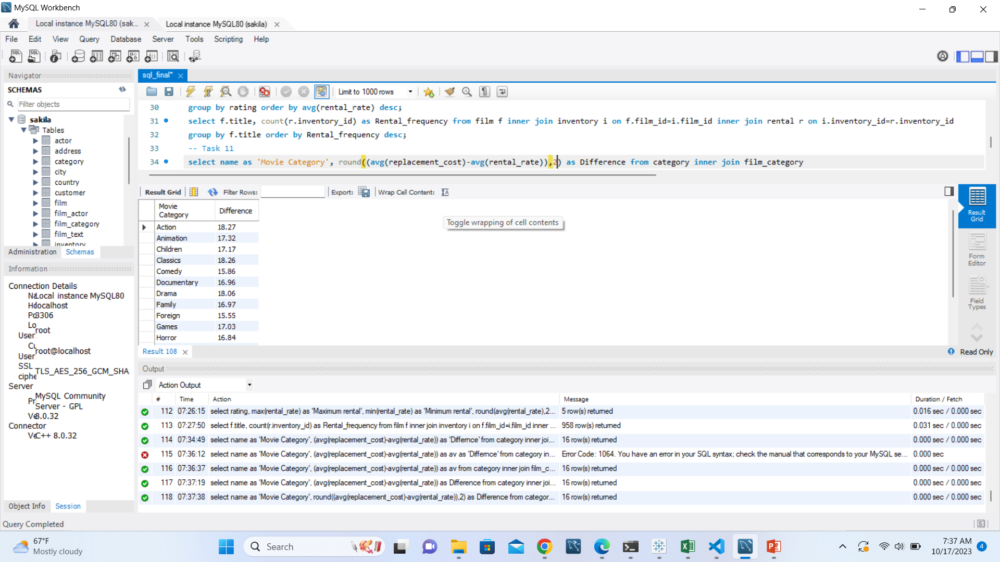 MySQL Workbench
Local instance MySQL80 (sak... Local instance MySQL80 (sakila)
File Edit View Query Database Server Tools Scripting Help
Navigator
SCHEMAS
Filter objects
sakila
Tables
actor
address
category
city
country
customer
film
film_actor
film_category
film_text
inventory
Administration Schemas
Information
Connection Details
Local instance MySQL80
localhost
3306
Lo
root
User
Cu
root@localhost
User
SSL
TLS_AES_256_GCM_SHA
ciphe
Server
Pr
MySQL Community
Server - GPL
8.0.32
Connector
C++ 8.0.32
Object Info Session
Query Completed
sql_final*
Limit to 1000 rows
30 group by rating order by avg(rental_rate) desc;
31 select f.title, count(r.inventory_id) as Rental_frequency from film f inner join inventory i on f.film_id=i.film_id inner join rental r on i.inventory_id=r.inventory_id
32 group by f.title order by Rental_frequency desc;
33 -- Task 11
34 select name as 'Movie Category', round((avg(replacement_cost)-avg(rental_rate)),2) as Difference from category inner join film_category
Result Grid Filter Rows: Export: Wrap Cell Content:
Toggle wrapping of cell contents
Movie Category Difference
Action 18.27
Animation 17.32
Children 17.17
Classics 18.26
Comedy 15.86
Documentary 16.96
Drama 18.06
Family 16.97
Foreign 15.55
Games 17.03
Horror 16.84
Result Grid
Form Editor
Field Types
Result 108
Read Only
Output
Action Output
# Time Action Message Duration / Fetch
112 07:26:15 select rating, max(rental_rate) as 'Maximum rental', min(rental_rate) as 'Minimum rental', round(avg(rental_rate),2... 5 row(s) returned 0.016 sec / 0.000 sec
113 07:27:50 select f.title, count(r.inventory_id) as Rental_frequency from film f inner join inventory i on f.film_id=i.film_id inner ... 958 row(s) returned 0.031 sec / 0.000 sec
114 07:34:49 select name as 'Movie Category', (avg(replacement_cost)-avg(rental_rate)) as 'Differnce' from category inner joi... 16 row(s) returned 0.000 sec / 0.000 sec
115 07:36:12 select name as 'Movie Category', (avg(replacement_cost)-avg(rental_rate)) as av as 'Differnce' from category in... Error Code: 1064. You have an error in your SQL syntax; check the manual that corresponds to your MySQL se... 0.000 sec
116 07:36:37 select name as 'Movie Category', (avg(replacement_cost)-avg(rental_rate)) as av from category inner join film_c... 16 row(s) returned 0.000 sec / 0.000 sec
117 07:37:19 select name as 'Movie Category', (avg(replacement_cost)-avg(rental_rate)) as Difference from category inner joi... 16 row(s) returned 0.000 sec / 0.000 sec
118 07:37:38 select name as 'Movie Category', round((avg(replacement_cost)-avg(rental_rate)),2) as Difference from categor... 16 row(s) returned 0.000 sec / 0.000 sec
67°F
Mostly cloudy
Search
7:37 AM
10/17/2023
4